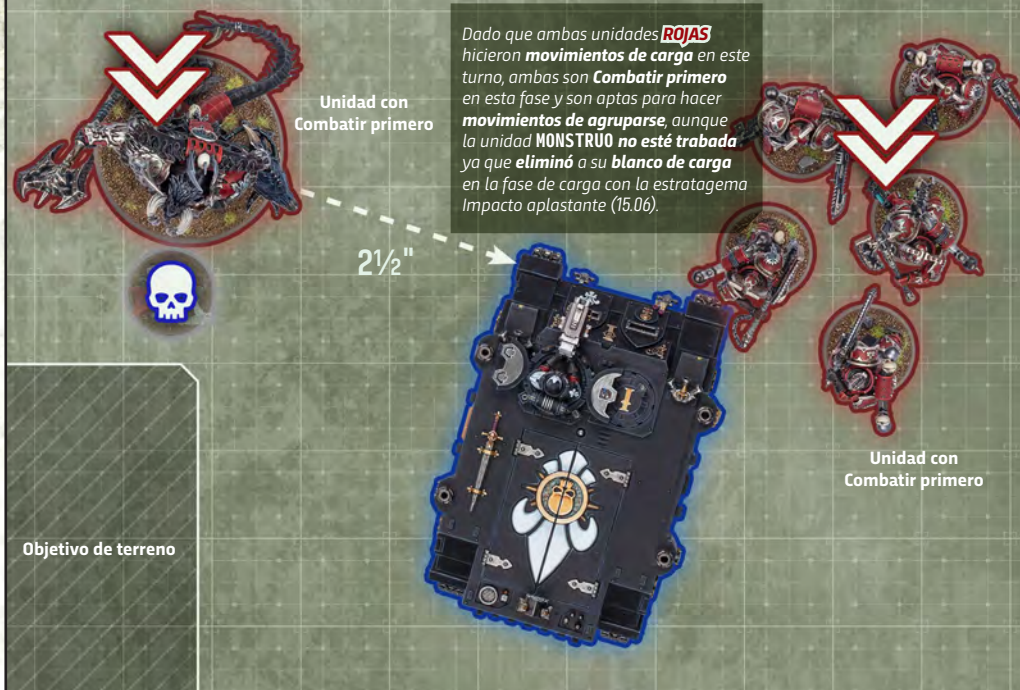 Dado que ambas unidades ROJAS
hicieron movimientos de carga en este
turno, ambas son Combatir primero
en esta fase y son aptas para hacer
movimientos de agruparse, aunque
la unidad MONSTRUO no esté trabada
ya que eliminó a su blanco de carga
en la fase de carga con la estratagema
Impacto aplastante (15.06).
Unidad con
Combatir primero
2½"
Unidad con
Combatir primero
Objetivo de terreno